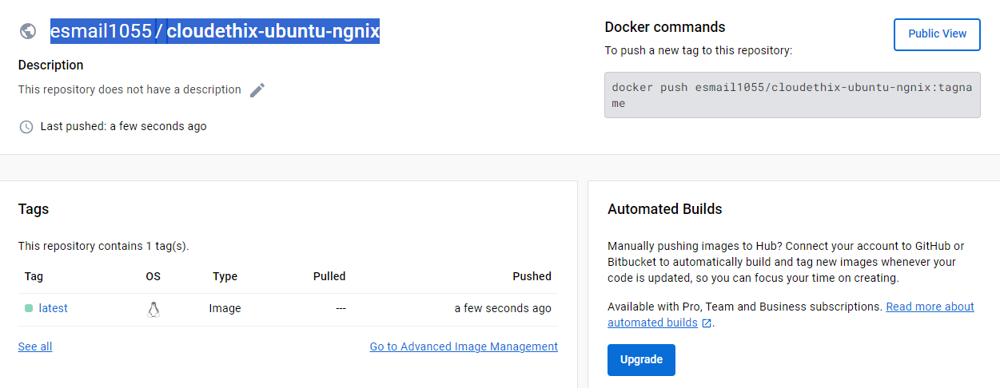 esmail1055 / cloudethix-ubuntu-ngnix
Description
This repository does not have a description
Last pushed: a few seconds ago
Docker commands
Public View
To push a new tag to this repository:
docker push esmail1055/cloudethix-ubuntu-ngnix:tagna
me
Tags
This repository contains 1 tag(s).
Tag OS Type Pulled Pushed
latest Image --- a few seconds ago
See all Go to Advanced Image Management
Automated Builds
Manually pushing images to Hub? Connect your account to GitHub or
Bitbucket to automatically build and tag new images whenever your
code is updated, so you can focus your time on creating.
Available with Pro, Team and Business subscriptions. Read more about
automated builds .
Upgrade